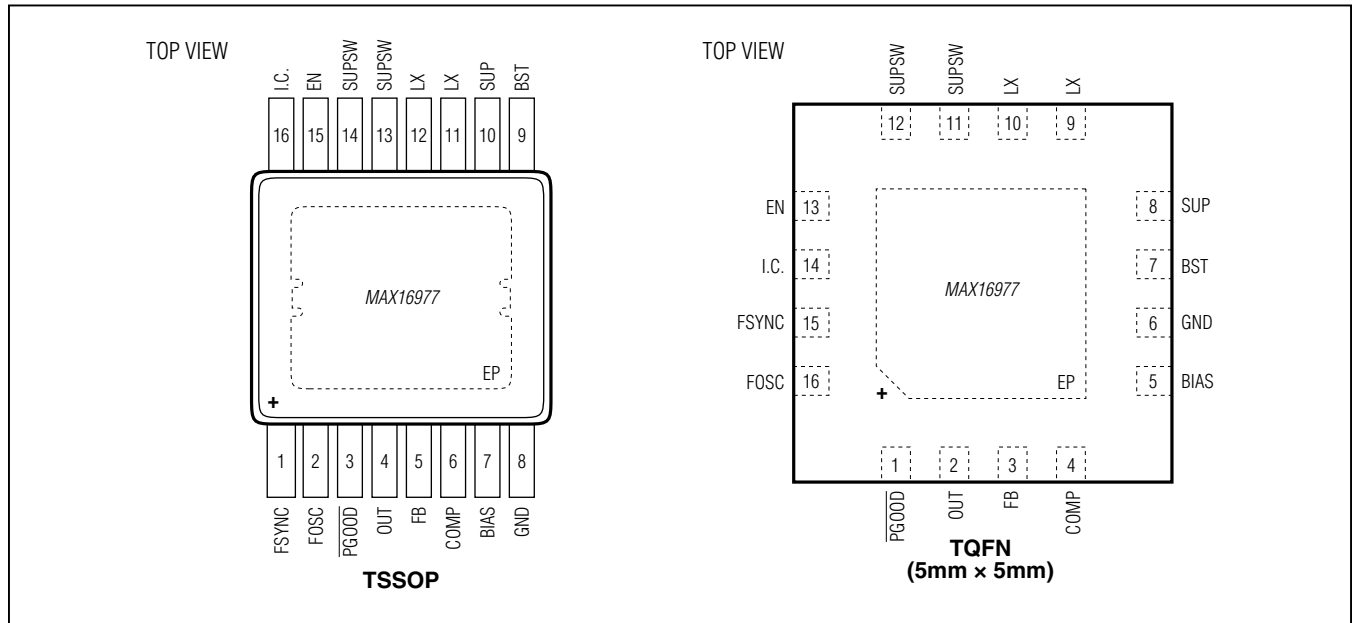 TOP VIEW
I.C. EN SUPSW SUPSW LX LX SUP BST
16 15 14 13 12 11 10 9
MAX16977
EP
+
1 2 3 4 5 6 7 8
FSYNC FOSC PGOOD OUT FB COMP BIAS GND
TSSOP
TOP VIEW
SUPSW SUPSW LX LX
12 11 10 9
EN 13
I.C. 14
FSYNC 15
FOSC 16
MAX16977
8 SUP
7 BST
6 GND
5 BIAS
EP
+
1 2 3 4
PGOOD OUT FB COMP
TQFN
(5mm × 5mm)